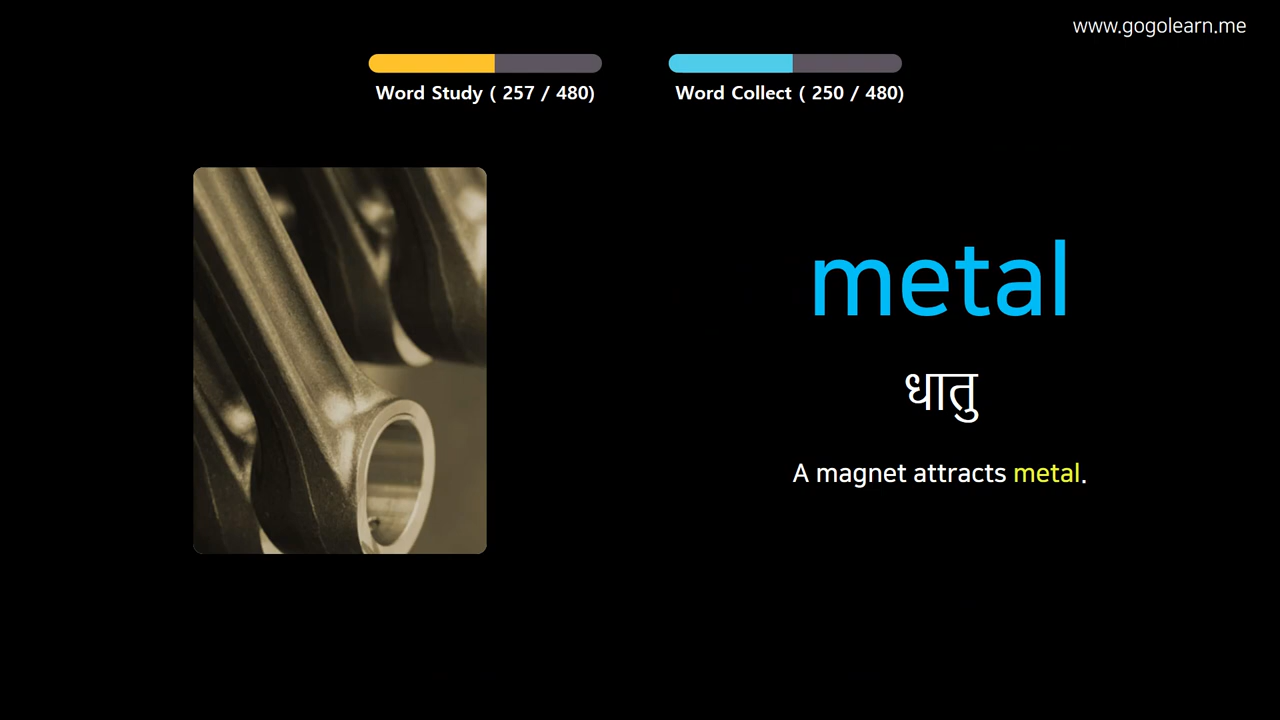 www.gogolearn.me
Word Study ( 257 / 480)
Word Collect ( 250 / 480)
metal
धातु
A magnet attracts metal.